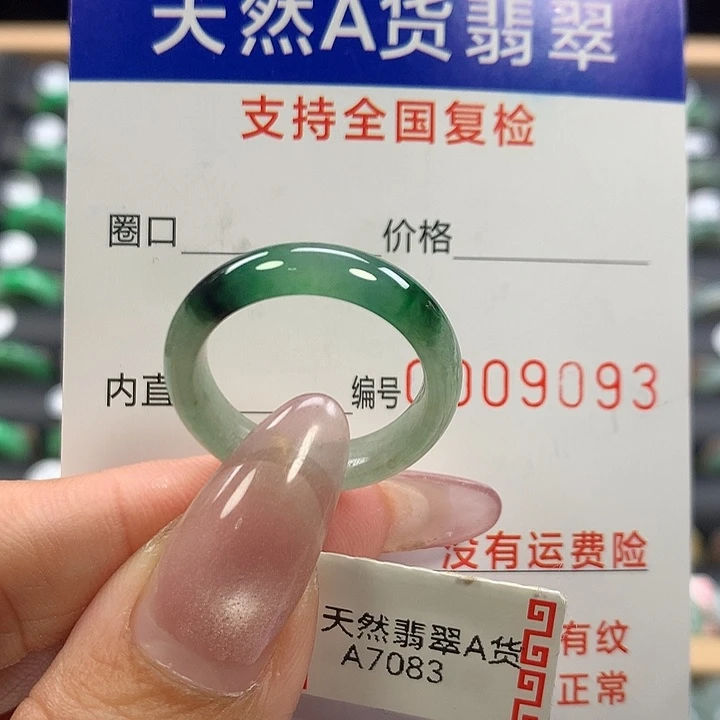 天然A货翡翠
支持全国复检
圈口 价格
内直 编号 009093
没有运费险
有纹
正常
天然翡翠A货
A7083